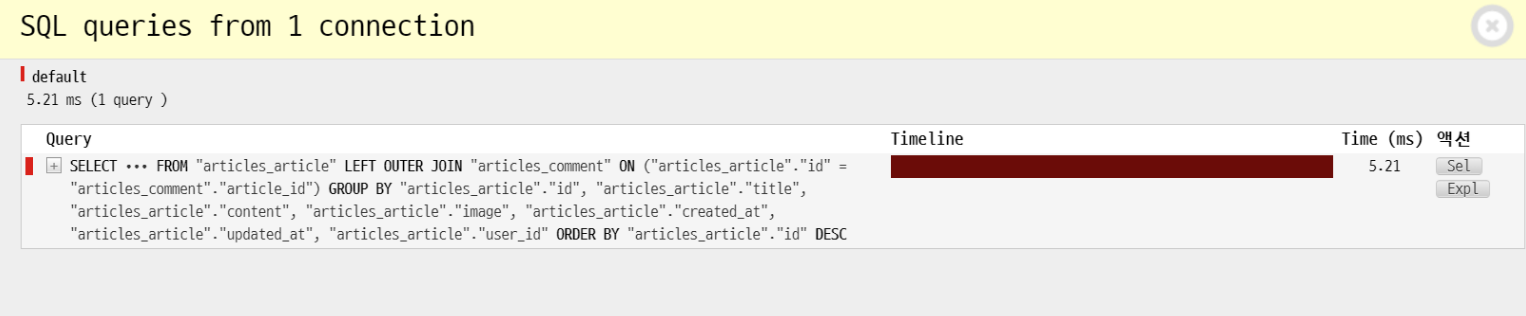 SQL queries from 1 connection
default
5.21 ms (1 query )
Query Timeline Time (ms) 액션
+ SELECT ••• FROM "articles_article" LEFT OUTER JOIN "articles_comment" ON ("articles_article"."id" = 5.21 Sel
"articles_comment"."article_id") GROUP BY "articles_article"."id", "articles_article"."title", Expl
"articles_article"."content", "articles_article"."image", "articles_article"."created_at",
"articles_article"."updated_at", "articles_article"."user_id" ORDER BY "articles_article"."id" DESC